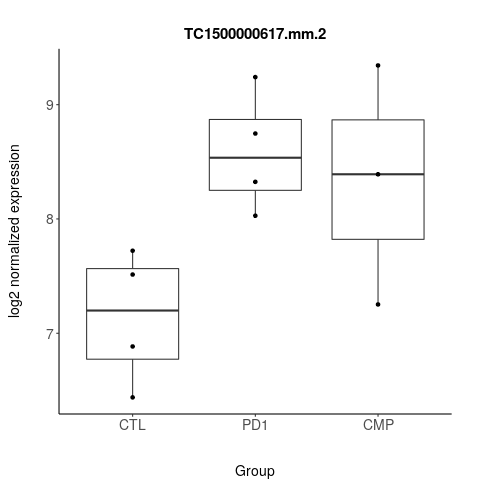 TC1500000617.mm.2
log2 normalized expression
9
8
7
CTL
PD1
CMP
Group